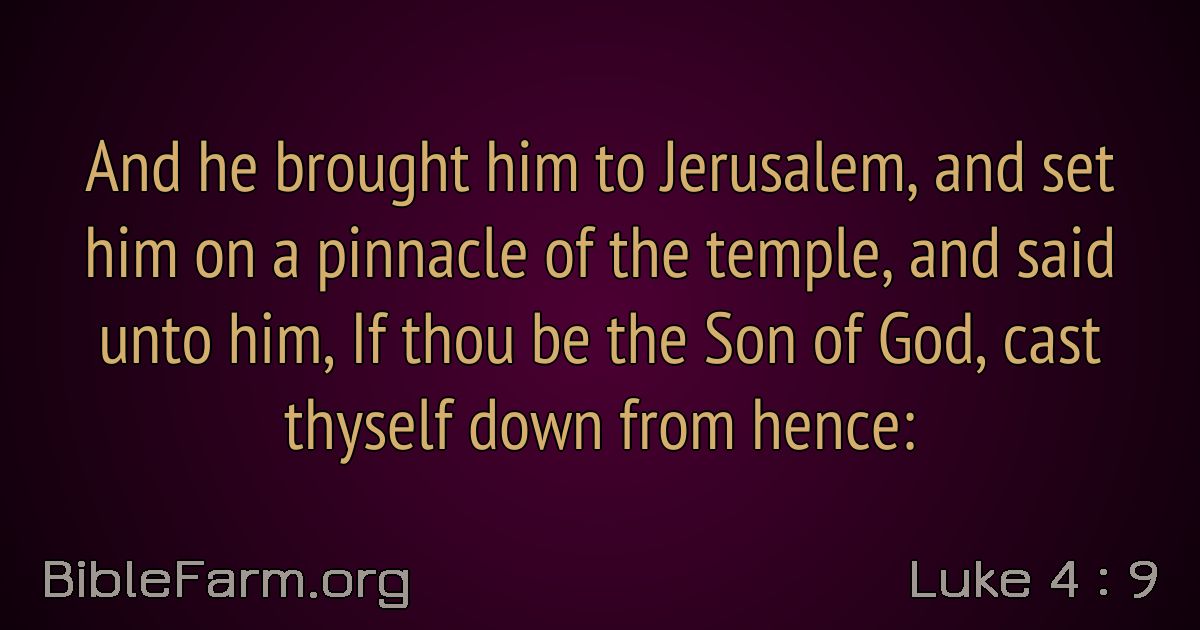 And he brought him to Jerusalem, and set
him on a pinnacle of the temple, and said
unto him, If thou be the Son of God, cast
thyself down from hence:
BibleFarm.org
Luke 4 : 9